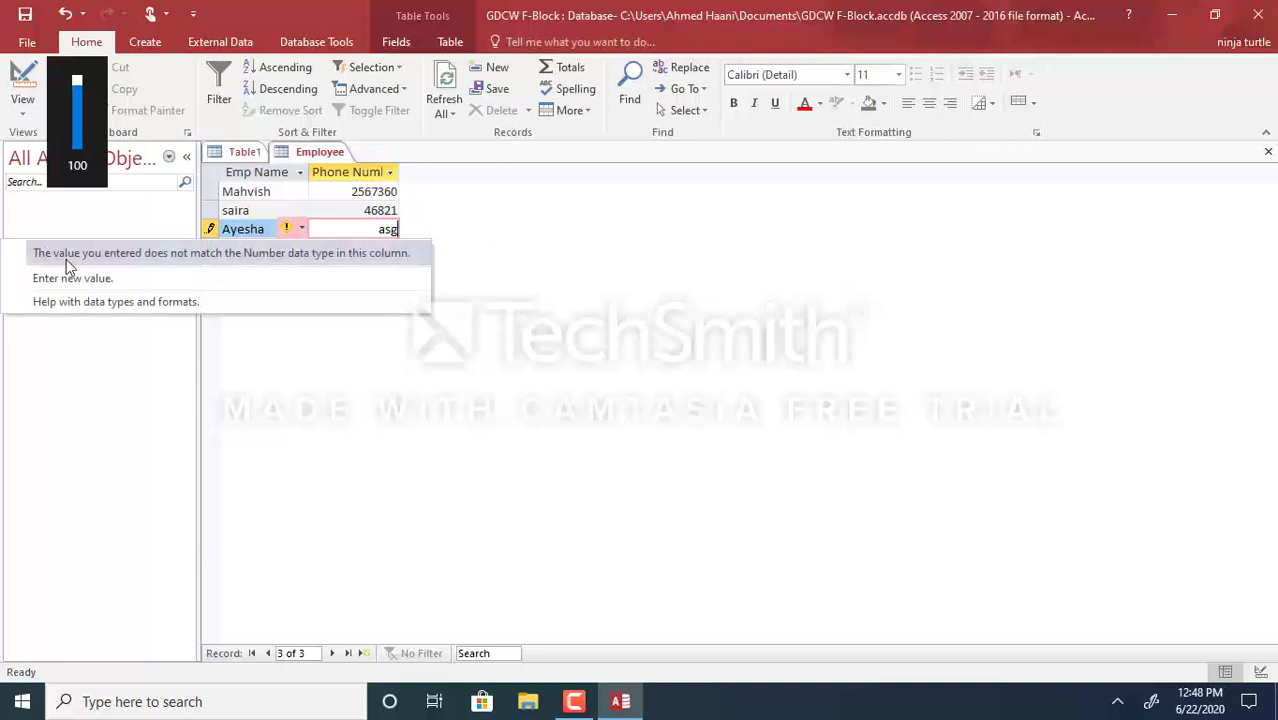 Table Tools
GDCW F-Block : Database- C:\Users\Ahmed Haani\Documents\GDCW F-Block.accdb (Access 2007 - 2016 file format) - Ac...
File
Home
Create
External Data
Database Tools
Fields
Table
Tell me what you want to do...
ninja turtle
View
Cut
Copy
Format Painter
Filter
Ascending
Descending
Remove Sort
Selection
Advanced
Toggle Filter
Refresh
All
New
Save
Delete
Totals
Spelling
More
Find
Replace
Go To
Select
Calibri (Detail)
11
B I U
A
Views
board
Sort & Filter
Records
Find
Text Formatting
100
All A
Obje...
Search..
Table1
Employee
Emp Name
Phone Numl
Mahvish
2567360
saira
46821
Ayesha
asg
The value you entered does not match the Number data type in this column.
Enter new value.
Help with data types and formats.
TechSmith
MADE WITH CAMTASIA FREE TRIAL
Record:
3 of 3
No Filter
Search
Ready
Type here to search
12:48 PM
6/22/2020